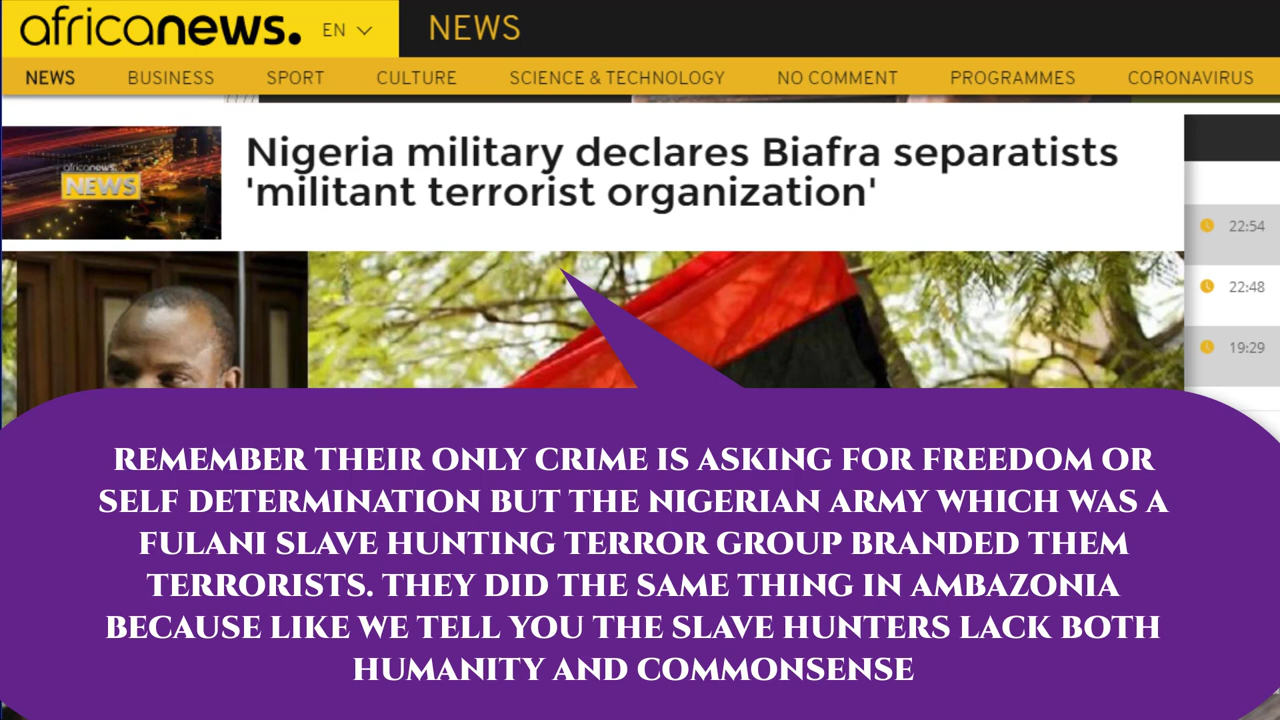 africanews. EN NEWS
NEWS BUSINESS SPORT CULTURE SCIENCE & TECHNOLOGY NO COMMENT PROGRAMMES CORONAVIRUS
africanews.
NEWS
Nigeria military declares Biafra separatists
'militant terrorist organization'
22:54
22:48
19:29
REMEMBER THEIR ONLY CRIME IS ASKING FOR FREEDOM OR
SELF DETERMINATION BUT THE NIGERIAN ARMY WHICH WAS A
FULANI SLAVE HUNTING TERROR GROUP BRANDED THEM
TERRORISTS. THEY DID THE SAME THING IN AMBAZONIA
BECAUSE LIKE WE TELL YOU THE SLAVE HUNTERS LACK BOTH
HUMANITY AND COMMONSENSE